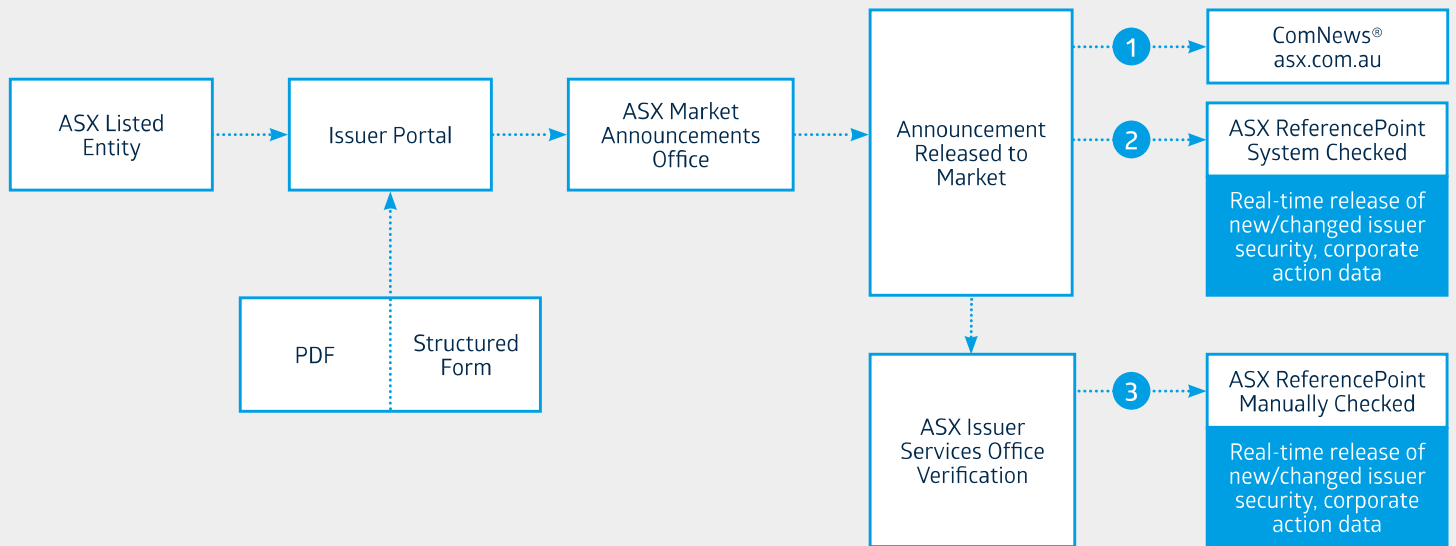 ASX Listed
Entity
Issuer Portal
ASX Market
Announcements
Office
Announcement
Released to
Market
1
ComNews®
asx.com.au
2
ASX ReferencePoint
System Checked
Real-time release of
new/changed issuer
security, corporate
action data
PDF
Structured
Form
ASX Issuer
Services Office
Verification
3
ASX ReferencePoint
Manually Checked
Real-time release of
new/changed issuer
security, corporate
action data